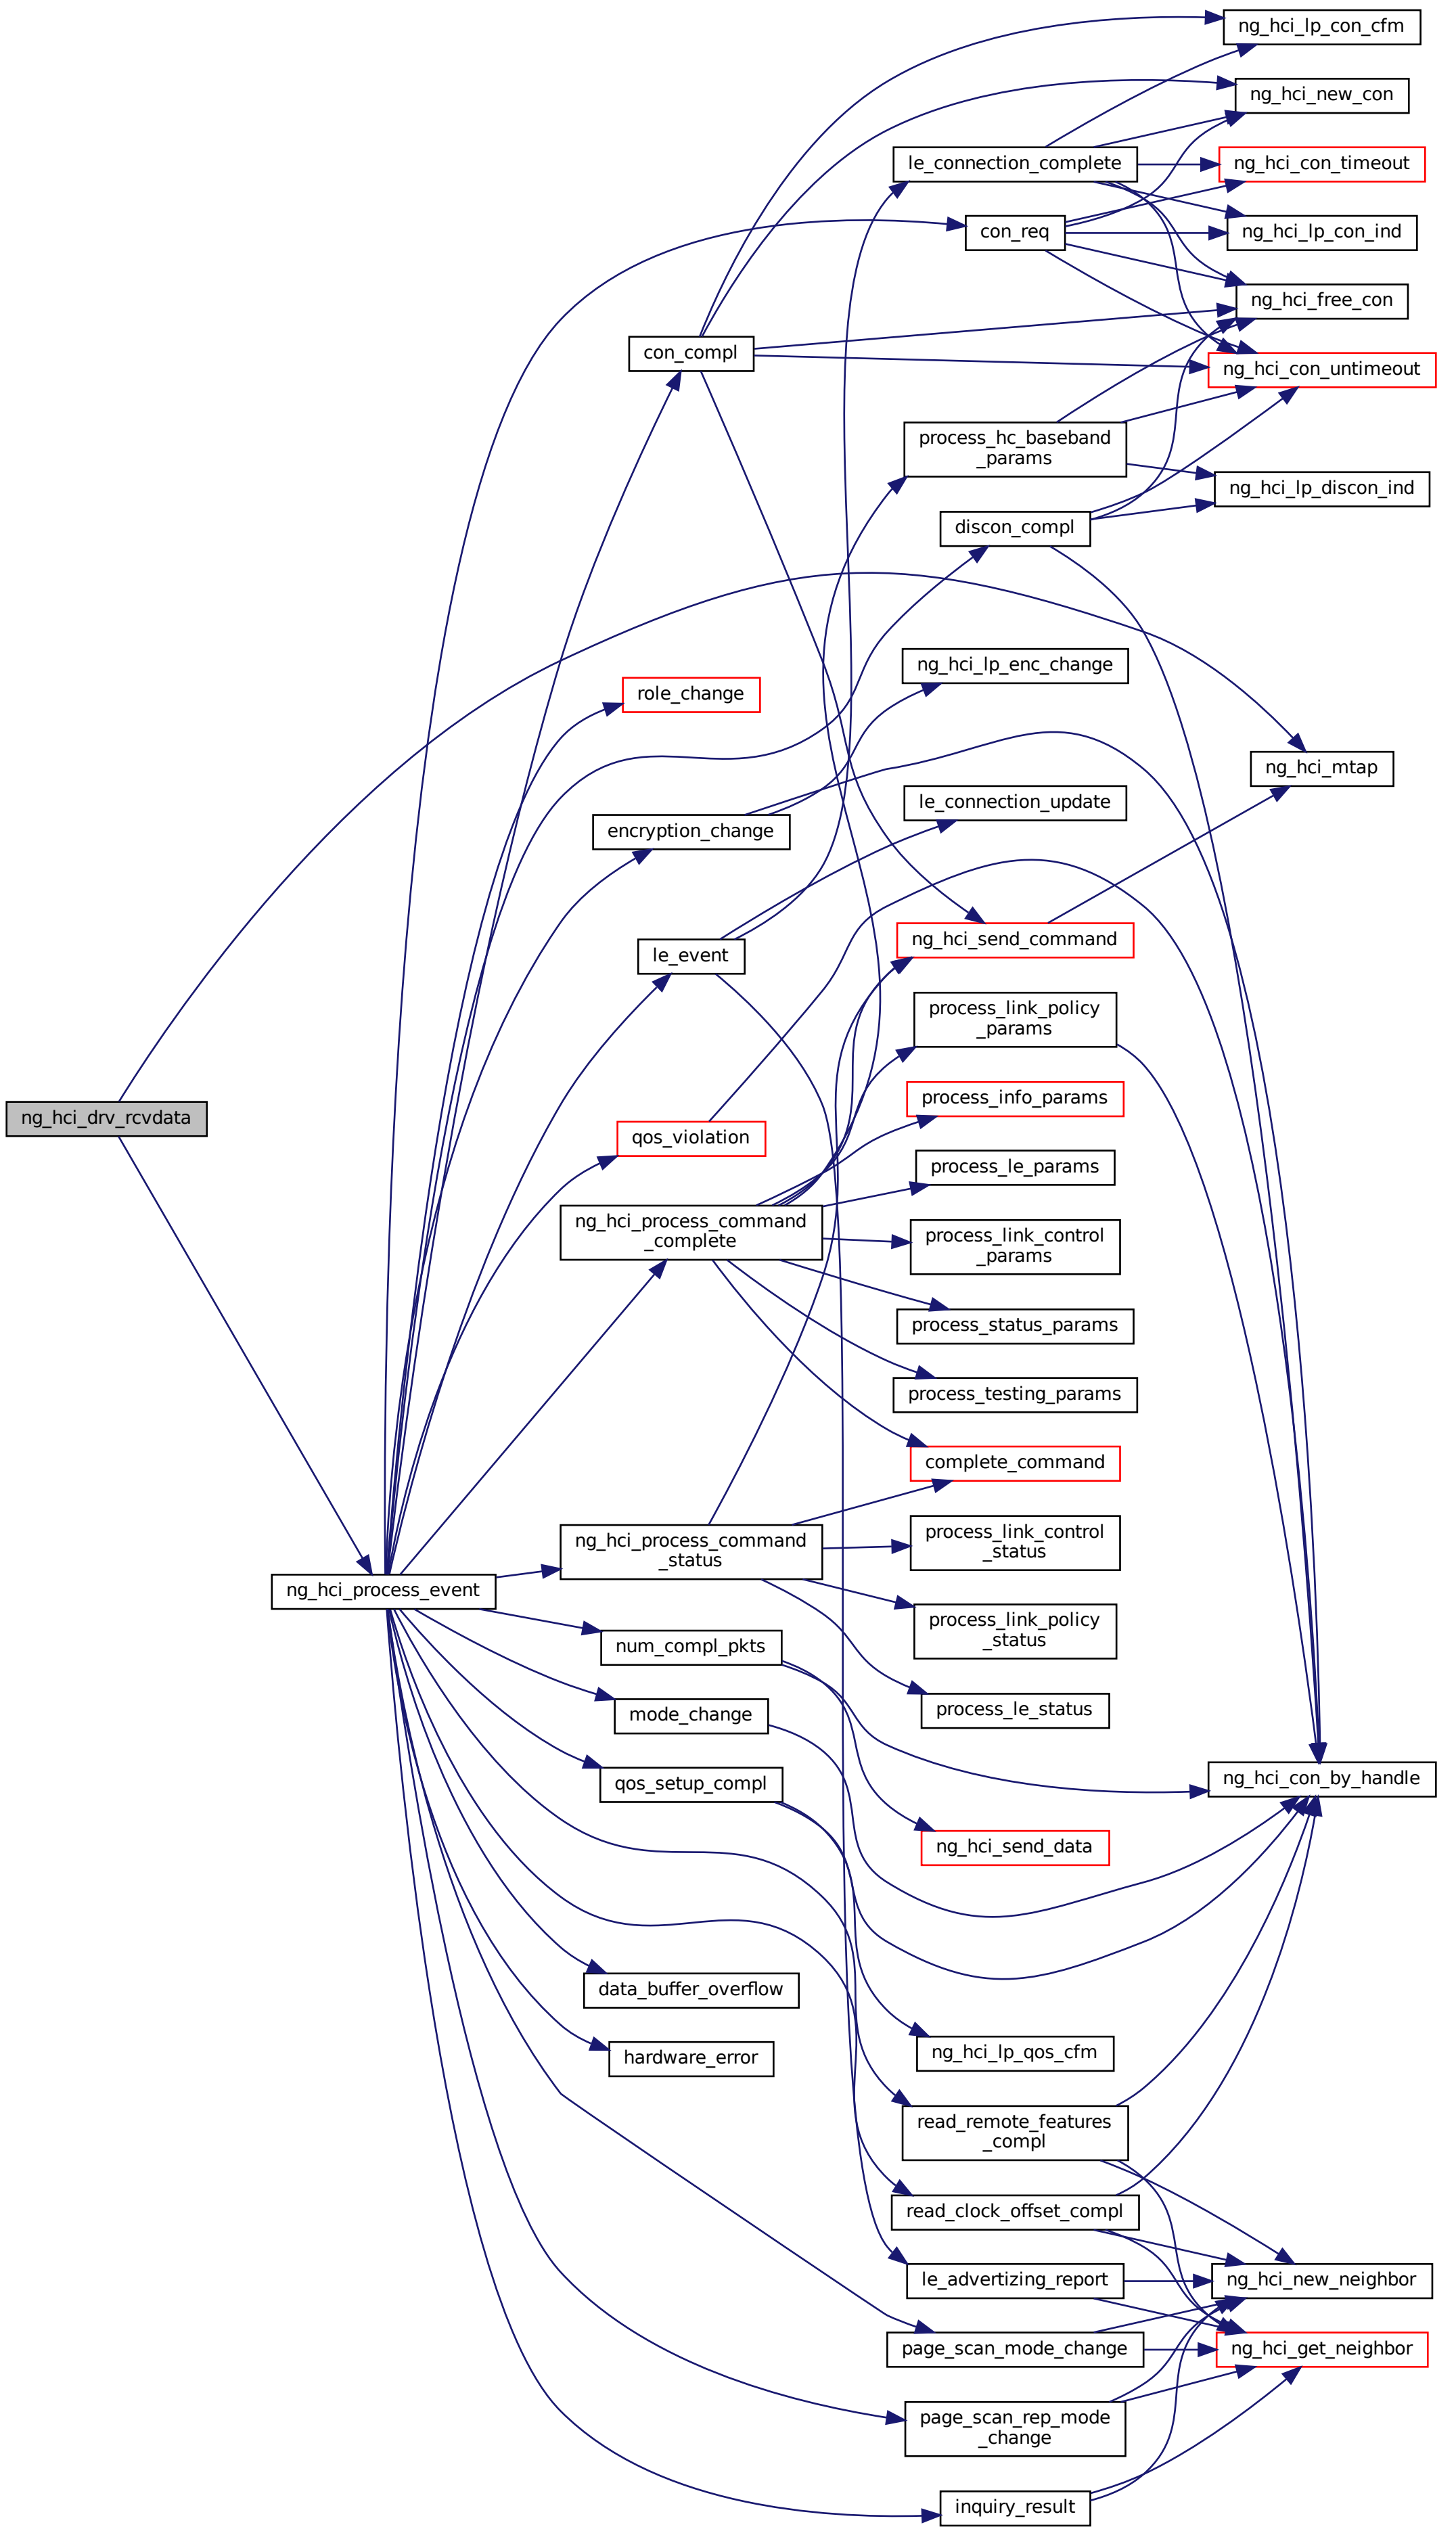 ng_hci_drv_rcvdata
ng_hci_process_event
con_compl
role_change
encryption_change
le_event
qos_violation
ng_hci_process_command
_complete
ng_hci_process_command
_status
num_compl_pkts
mode_change
qos_setup_compl
data_buffer_overflow
hardware_error
le_connection_complete
con_req
process_hc_baseband
_params
discon_compl
ng_hci_lp_enc_change
le_connection_update
ng_hci_send_command
process_link_policy
_params
process_info_params
process_le_params
process_link_control
_params
process_status_params
process_testing_params
complete_command
process_link_control
_status
process_link_policy
_status
process_le_status
ng_hci_send_data
ng_hci_lp_qos_cfm
read_remote_features
_compl
read_clock_offset_compl
le_advertizing_report
page_scan_mode_change
page_scan_rep_mode
_change
inquiry_result
ng_hci_lp_con_cfm
ng_hci_new_con
ng_hci_con_timeout
ng_hci_lp_con_ind
ng_hci_free_con
ng_hci_con_untimeout
ng_hci_lp_discon_ind
ng_hci_mtap
ng_hci_con_by_handle
ng_hci_new_neighbor
ng_hci_get_neighbor